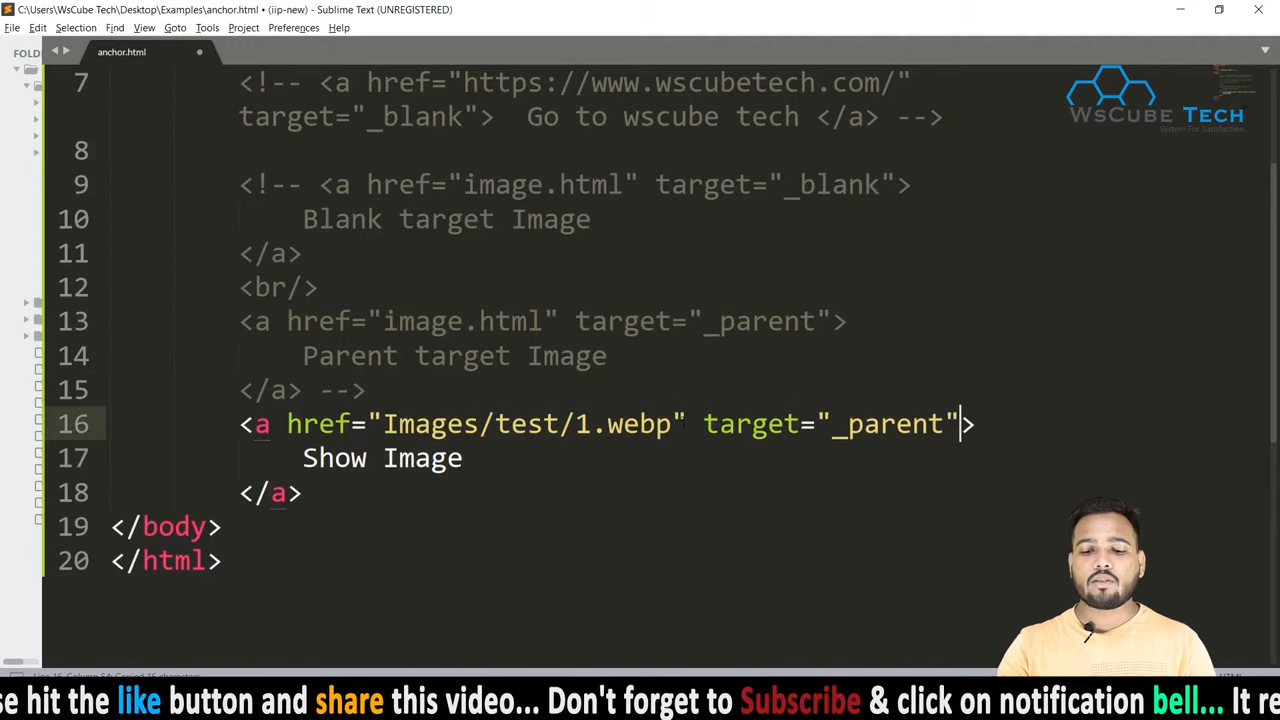 C:\Users\WsCube Tech\Desktop\Examples\anchor.html • (iip-new) - Sublime Text (UNREGISTERED)
File Edit Selection Find View Goto Tools Project Preferences Help
FOLD
anchor.html
7 <!-- <a href="https://www.wscubetech.com/"
target="_blank"> Go to wscube tech </a> -->
8
9 <!-- <a href="image.html" target="_blank">
10 Blank target Image
11 </a>
12 <br/>
13 <a href="image.html" target="_parent">
14 Parent target Image
15 </a> -->
16 <a href="Images/test/1.webp" target="_parent">
17 Show Image
18 </a>
19 </body>
20 </html>
WsCube Tech
System For Satisfaction
se hit the like button and share this video... Don't forget to Subscribe & click on notification bell... It re